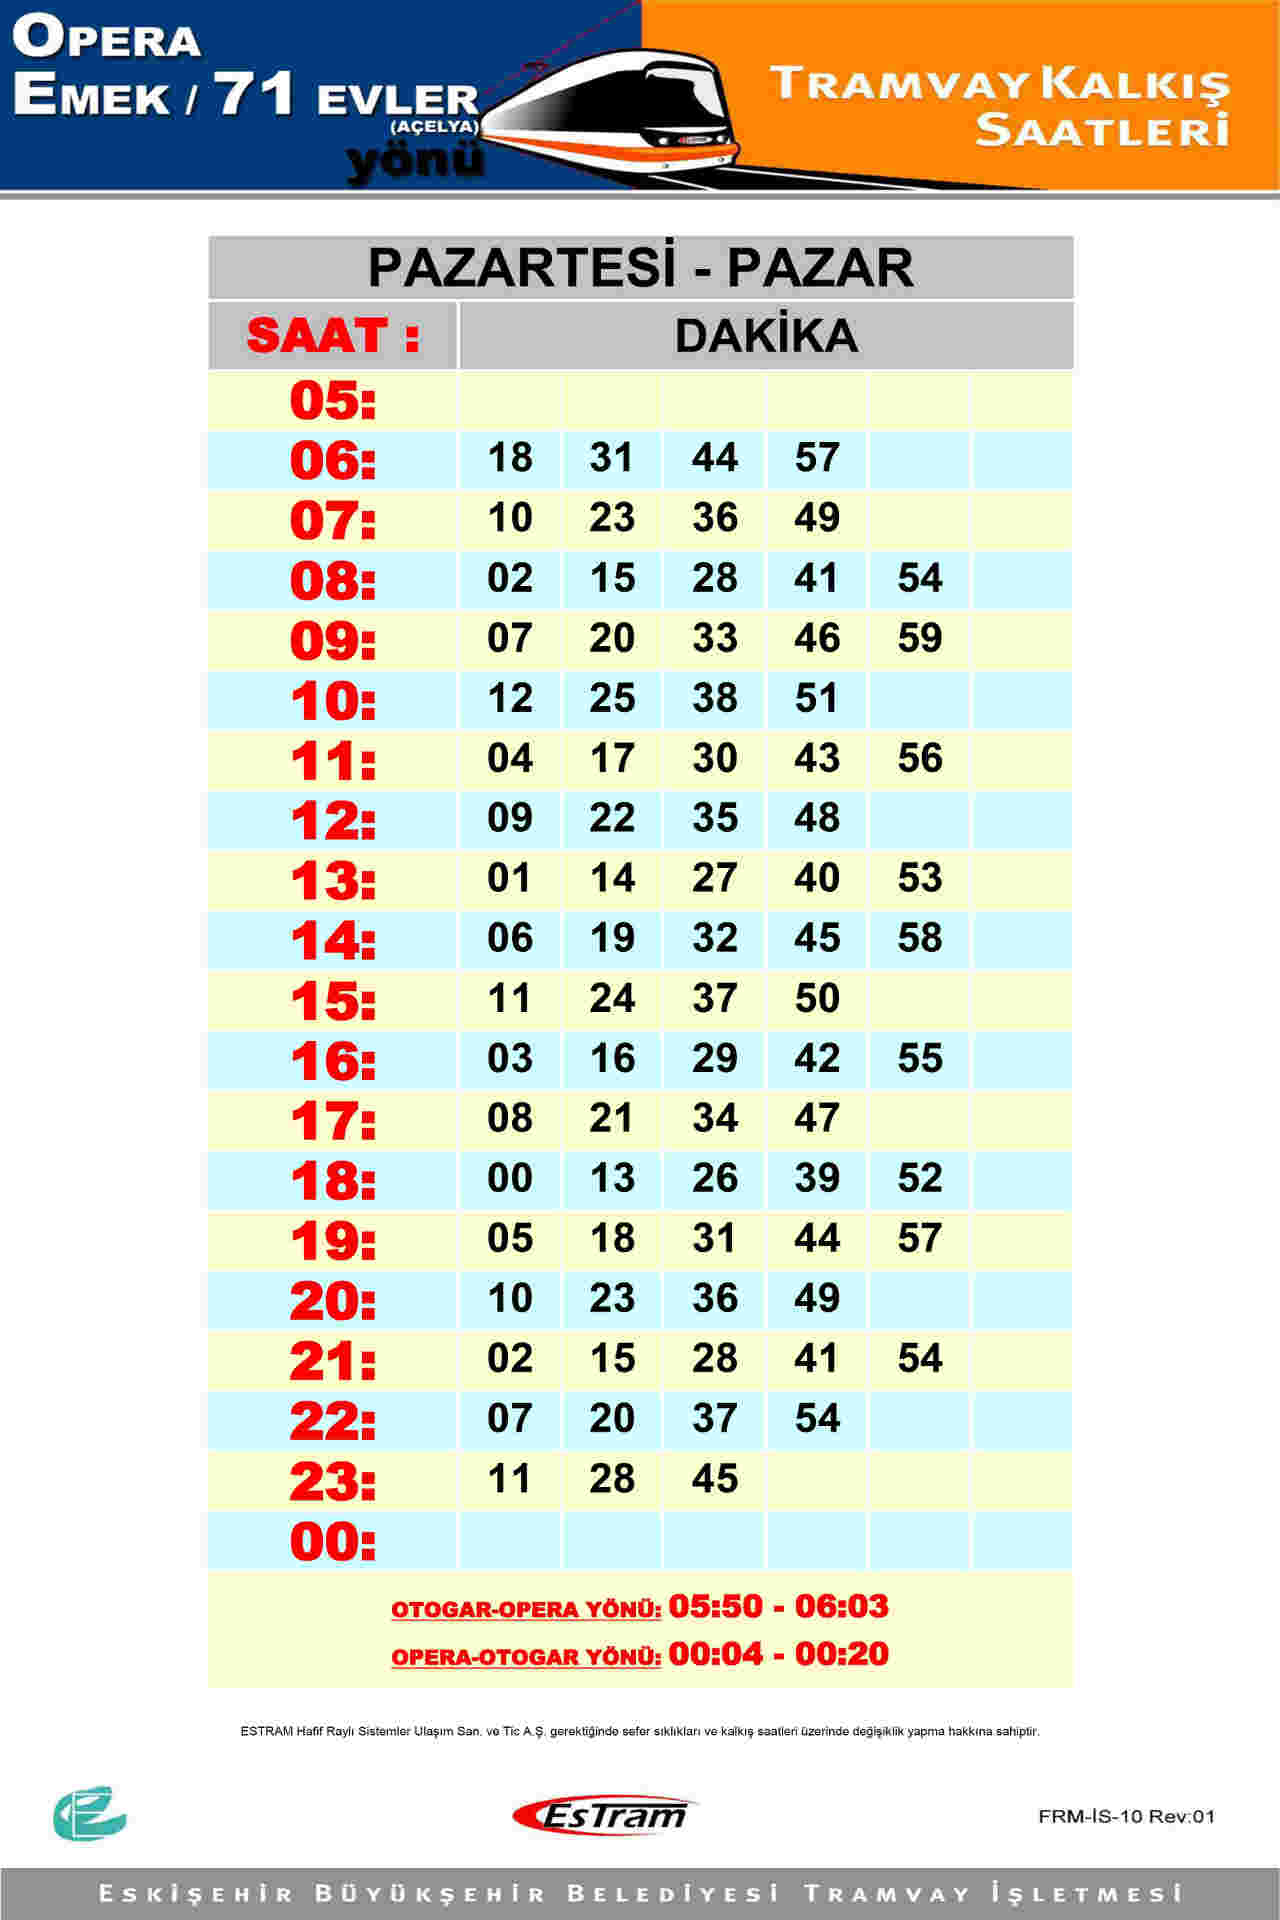 OPERA
EMEK / 71 EVLER
(AÇELYA)
yönü
TRAMVAY KALKIŞ
SAATLERİ
PAZARTESİ - PAZAR
SAAT : DAKİKA
05:
06: 18 31 44 57
07: 10 23 36 49
08: 02 15 28 41 54
09: 07 20 33 46 59
10: 12 25 38 51
11: 04 17 30 43 56
12: 09 22 35 48
13: 01 14 27 40 53
14: 06 19 32 45 58
15: 11 24 37 50
16: 03 16 29 42 55
17: 08 21 34 47
18: 00 13 26 39 52
19: 05 18 31 44 57
20: 10 23 36 49
21: 02 15 28 41 54
22: 07 20 37 54
23: 11 28 45
00:
OTOGAR-OPERA YÖNÜ: 05:50 - 06:03
OPERA-OTOGAR YÖNÜ: 00:04 - 00:20
ESTRAM Hafif Raylı Sistemler Ulaşım San. ve Tic A.Ş. gerektiğinde sefer sıklıkları ve kalkış saatleri üzerinde değişiklik yapma hakkına sahiptir.
EsTram
FRM-İS-10 Rev:01
ESKİŞEHİR BÜYÜKŞEHİR BELEDİYESİ TRAMVAY İŞLETMESİ